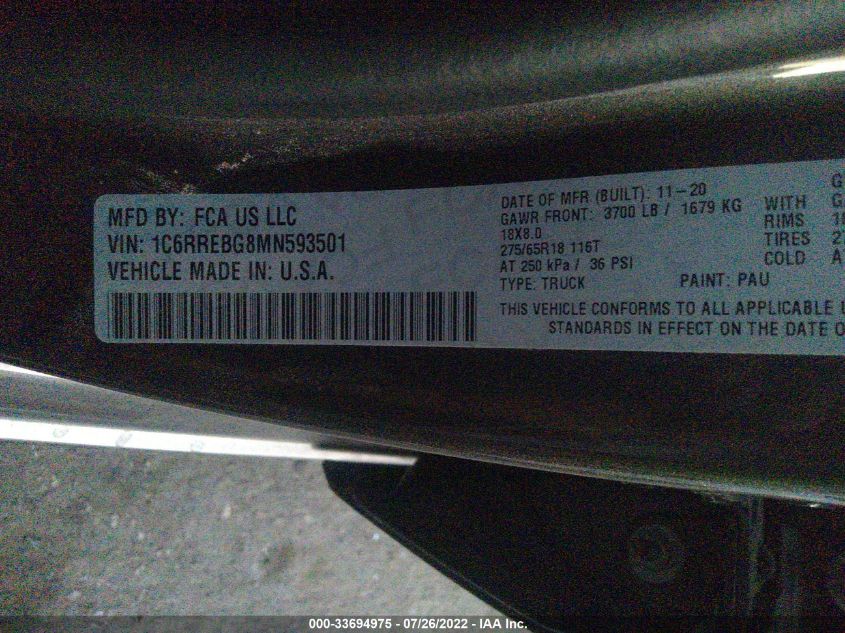 MFD BY: FCA US LLC
VIN: 1C6RREBG8MN593501
VEHICLE MADE IN: U.S.A.
DATE OF MFR (BUILT): 11-20
GAWR FRONT: 3700 LB / 1679 KG
18X8.0
275/65R18 116T
AT 250 kPa / 36 PSI
TYPE: TRUCK PAINT: PAU
WITH
RIMS
TIRES
COLD
THIS VEHICLE CONFORMS TO ALL APPLICABLE
STANDARDS IN EFFECT ON THE DATE
000-33694975 / 07/26/2022 - IAA Inc.